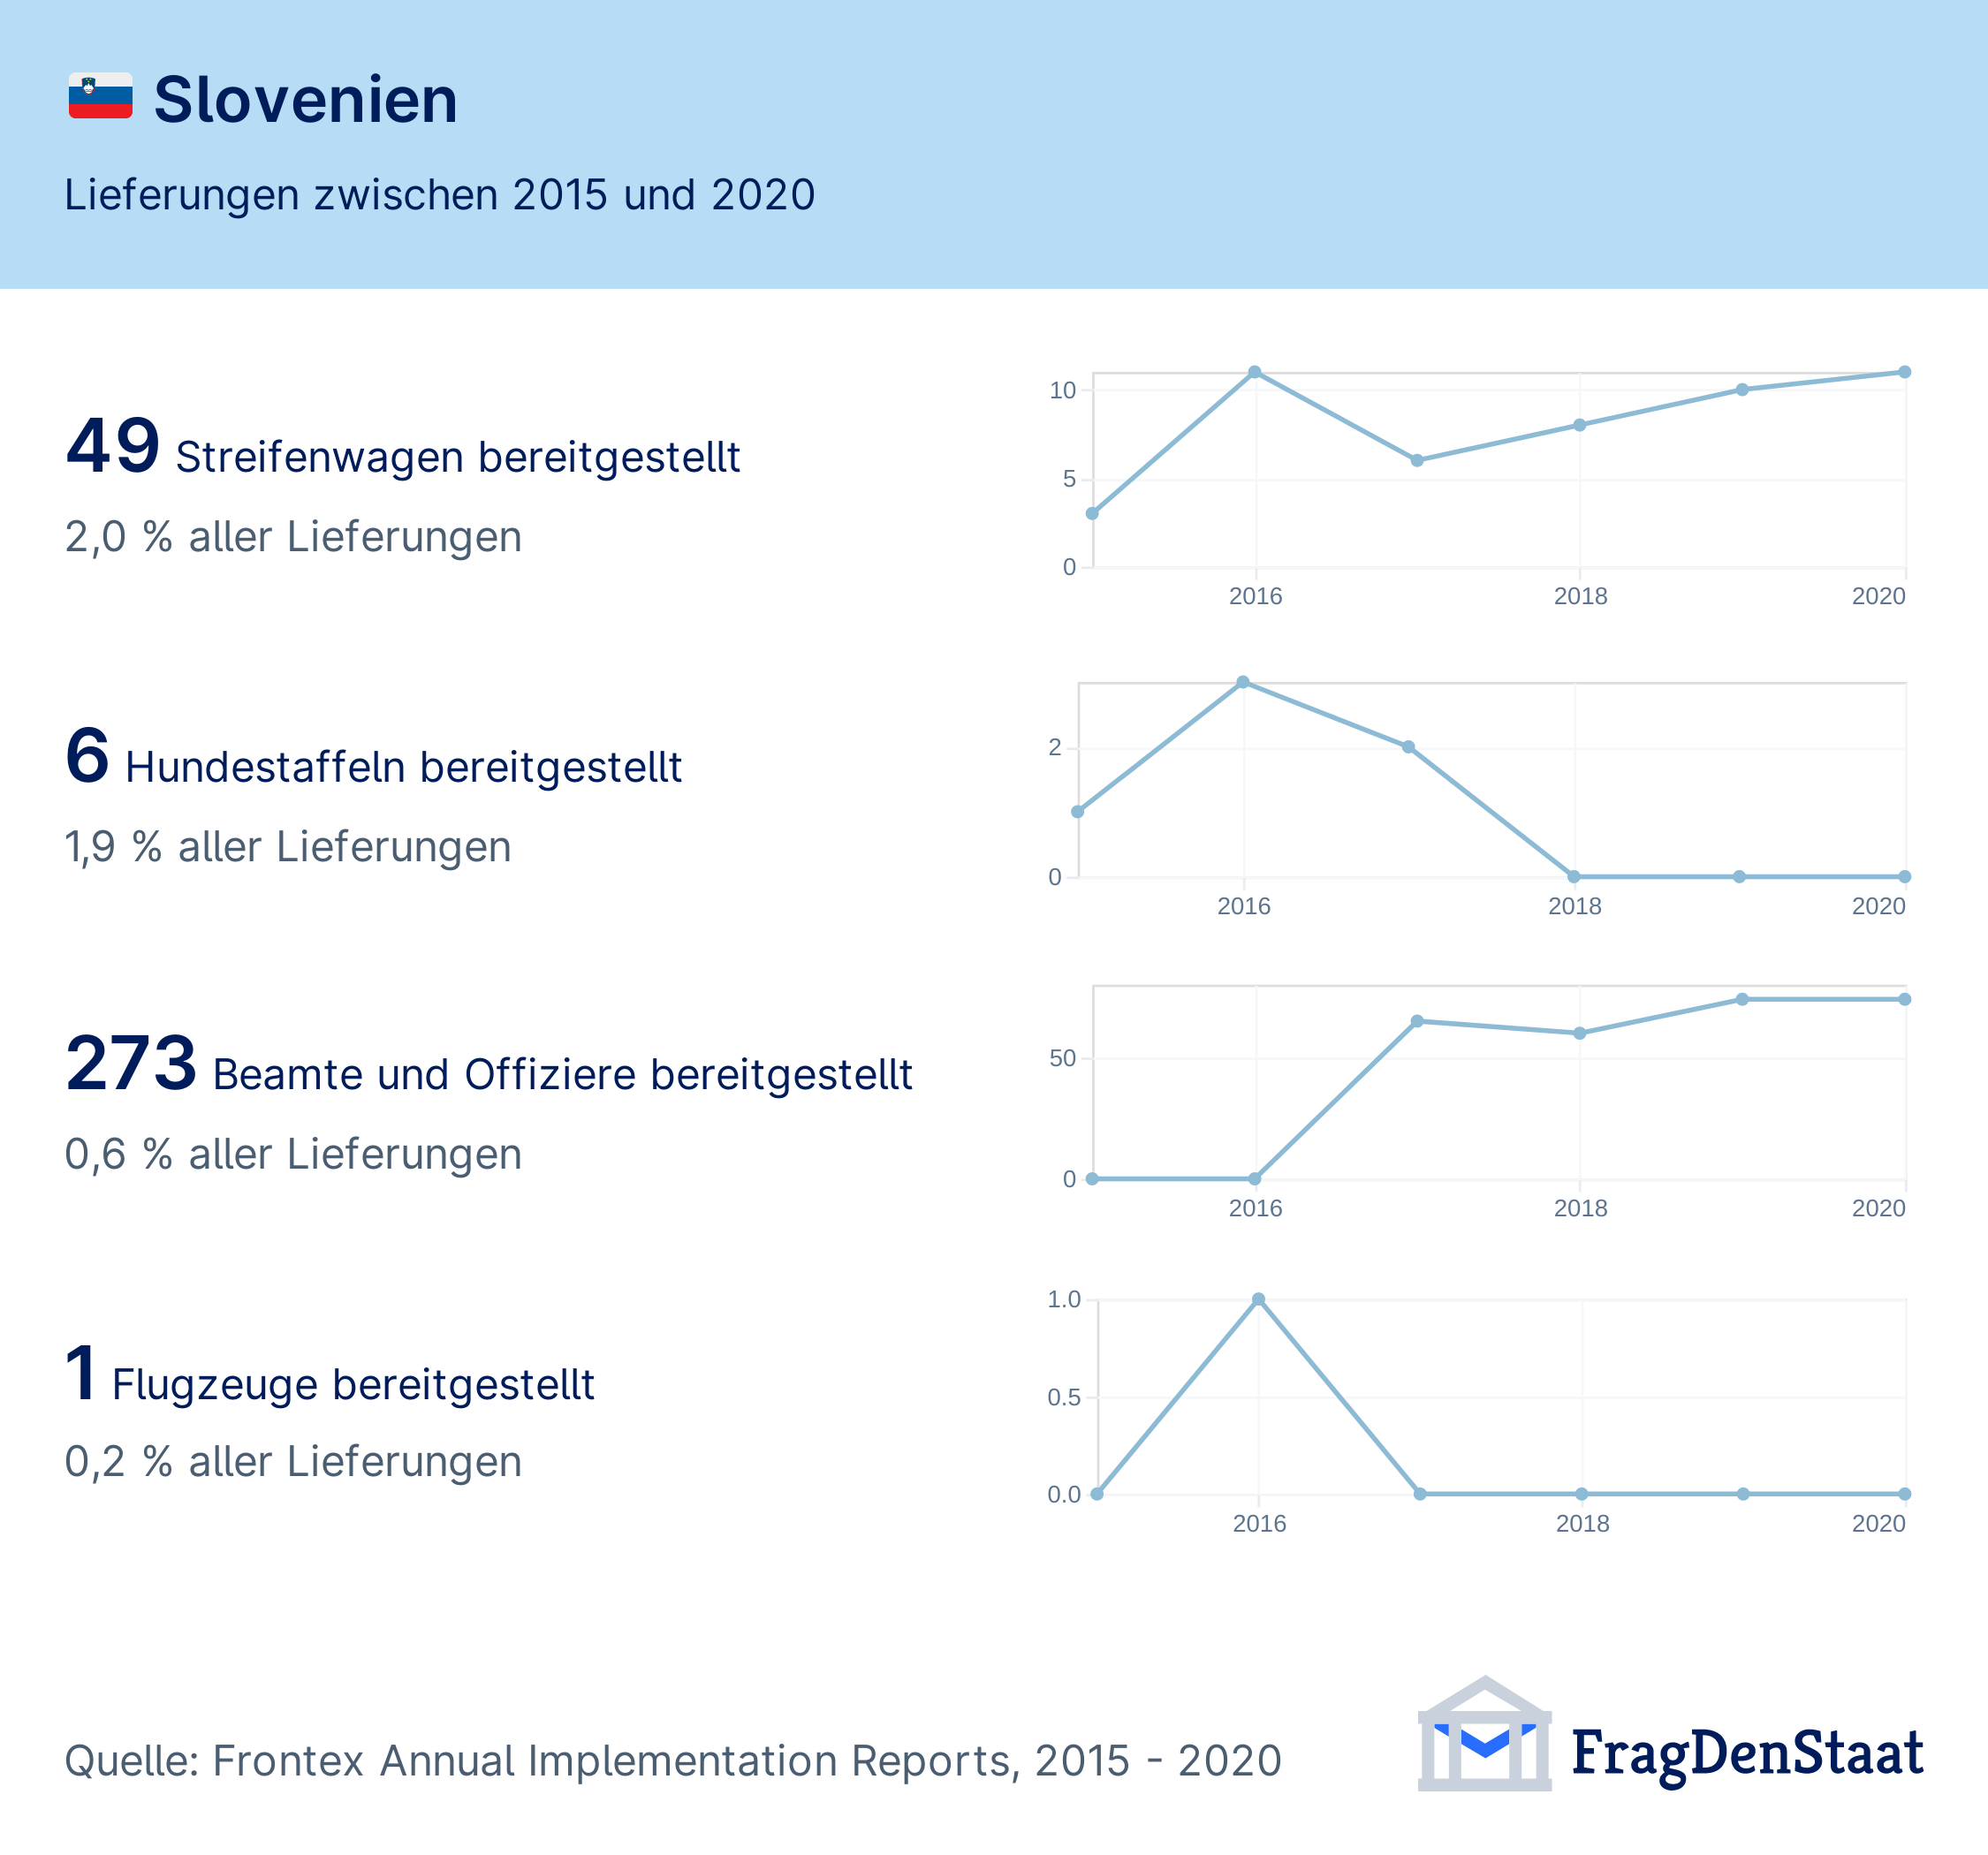 Slovenien
Lieferungen zwischen 2015 und 2020
49 Streifenwagen bereitgestellt
2,0 % aller Lieferungen
10
5
0
2016 2018 2020
6 Hundestaffeln bereitgestellt
1,9 % aller Lieferungen
2
0
2016 2018 2020
273 Beamte und Offiziere bereitgestellt
0,6 % aller Lieferungen
50
0
2016 2018 2020
1 Flugzeuge bereitgestellt
0,2 % aller Lieferungen
1.0
0.5
0.0
2016 2018 2020
Quelle: Frontex Annual Implementation Reports, 2015 - 2020
FragDenStaat